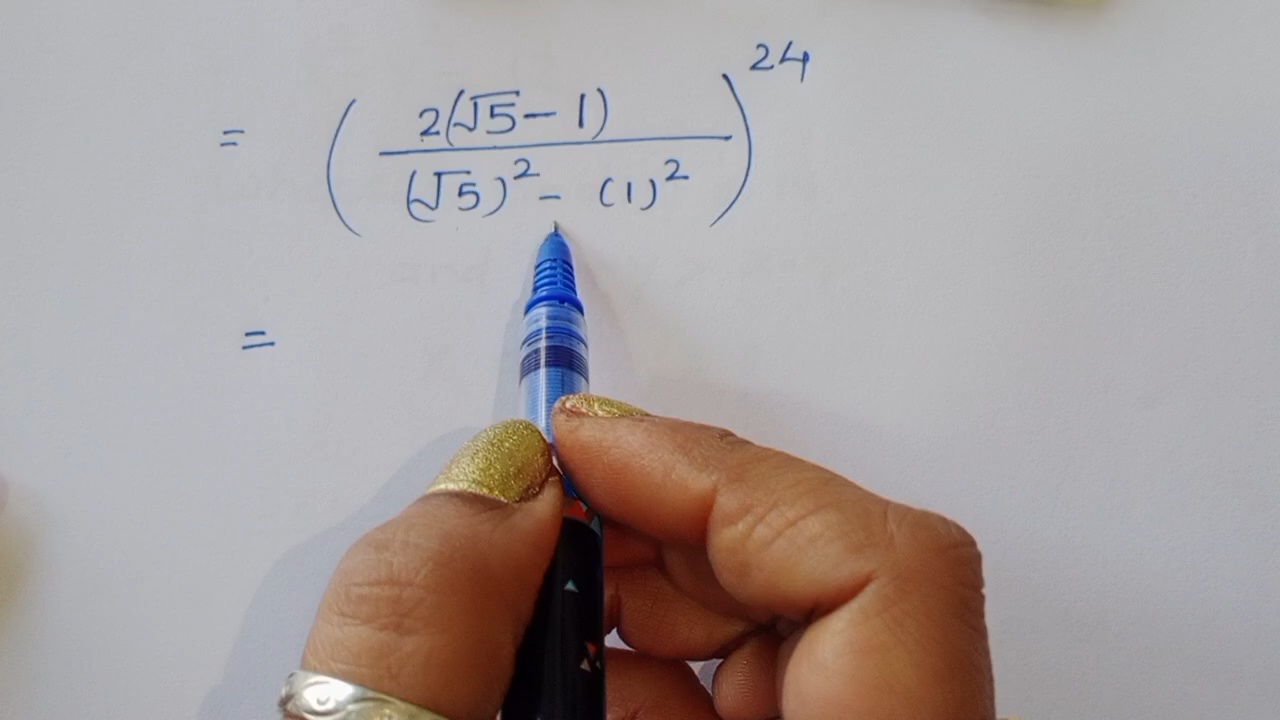 = ( 2(√5 - 1) / (√5)² - (1)² )²⁴
=